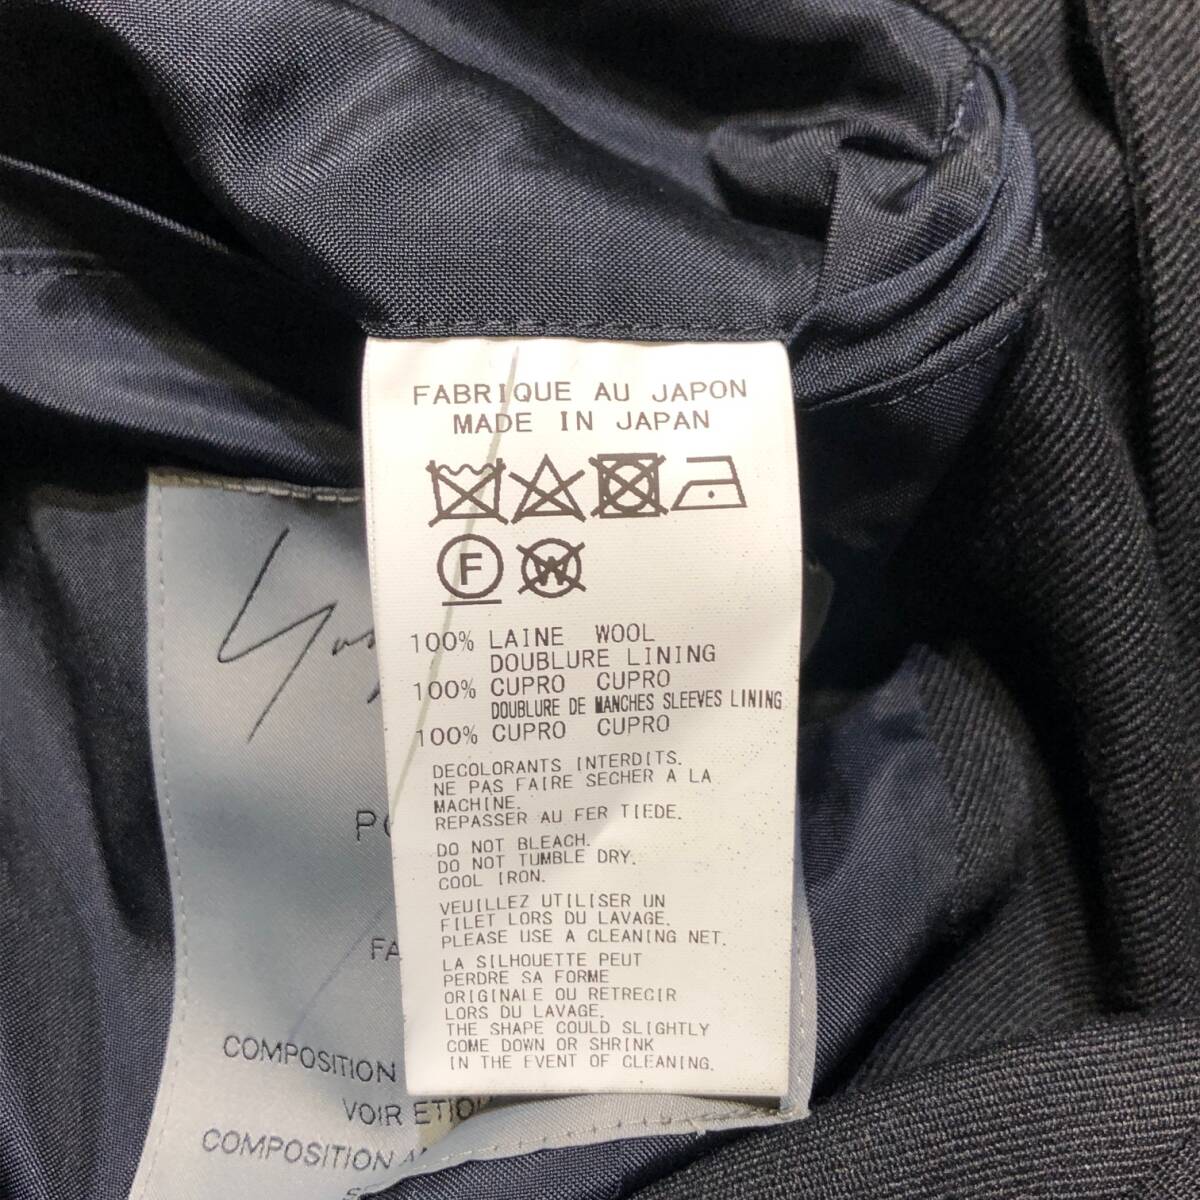 FABRIQUE AU JAPON
MADE IN JAPAN
F W
100% LAINE WOOL
DOUBLURE LINING
100% CUPRO CUPRO
DOUBLURE DE MANCHES SLEEVES LINING
100% CUPRO CUPRO
DECOLORANTS INTERDITS.
NE PAS FAIRE SECHER A LA
MACHINE.
REPASSER AU FER TIEDE.
DO NOT BLEACH.
DO NOT TUMBLE DRY.
COOL IRON.
VEUILLEZ UTILISER UN
FILET LORS DU LAVAGE.
PLEASE USE A CLEANING NET.
LA SILHOUETTE PEUT
PERDRE SA FORME
ORIGINALE OU RETRECIR
LORS DU LAVAGE.
THE SHAPE COULD SLIGHTLY
COME DOWN OR SHRINK
IN THE EVENT OF CLEANING.
COMPOSITION
VOIR
COMPOSITION